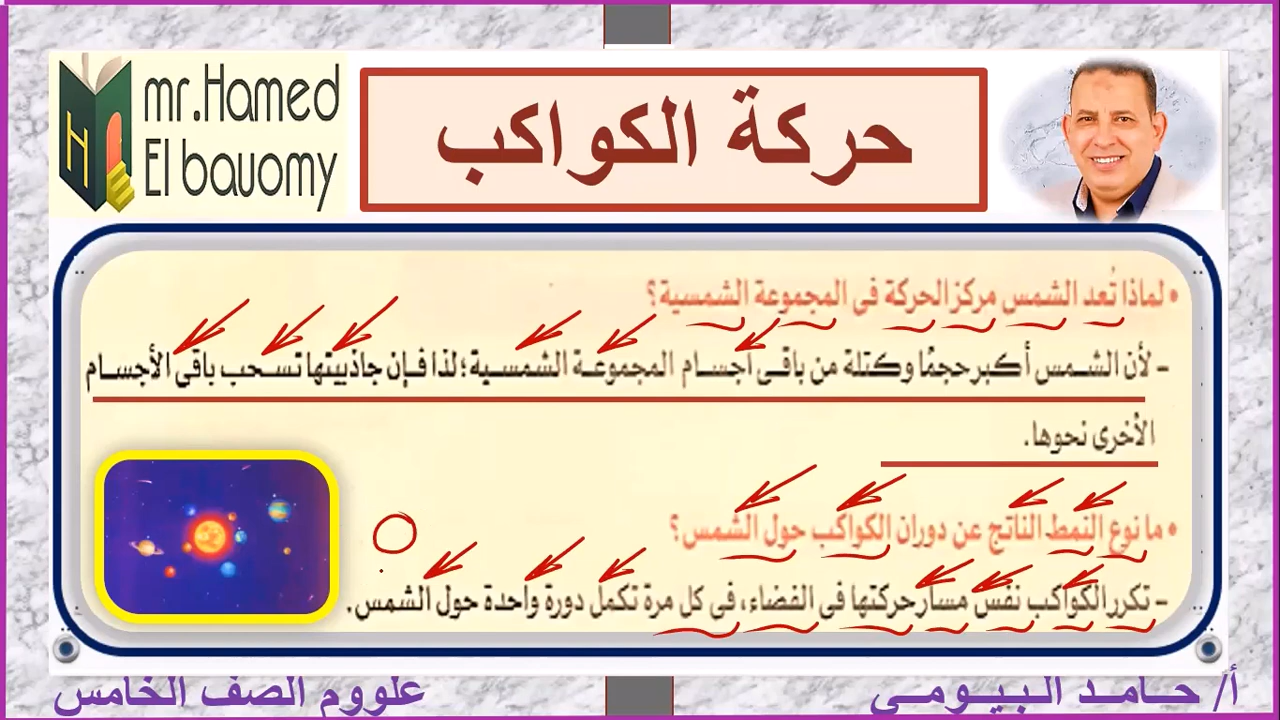 mr.Hamed
El bauomy
H
حركة الكواكب
• لماذا تُعد الشمس مركز الحركة فى المجموعة الشمسية؟
- لأن الشمس أكبر حجمًا وكتلة من باقى أجسام المجموعة الشمسية؛ لذا فإن جاذبيتها تسحب باقى الأجسام
الأخرى نحوها.
• ما نوع النمط الناتج عن دوران الكواكب حول الشمس؟
- تكرر الكواكب نفس مسار حركتها فى الفضاء، فى كل مرة تكمل دورة واحدة حول الشمس.
أ/ حامد البيومى
علووم الصف الخامس